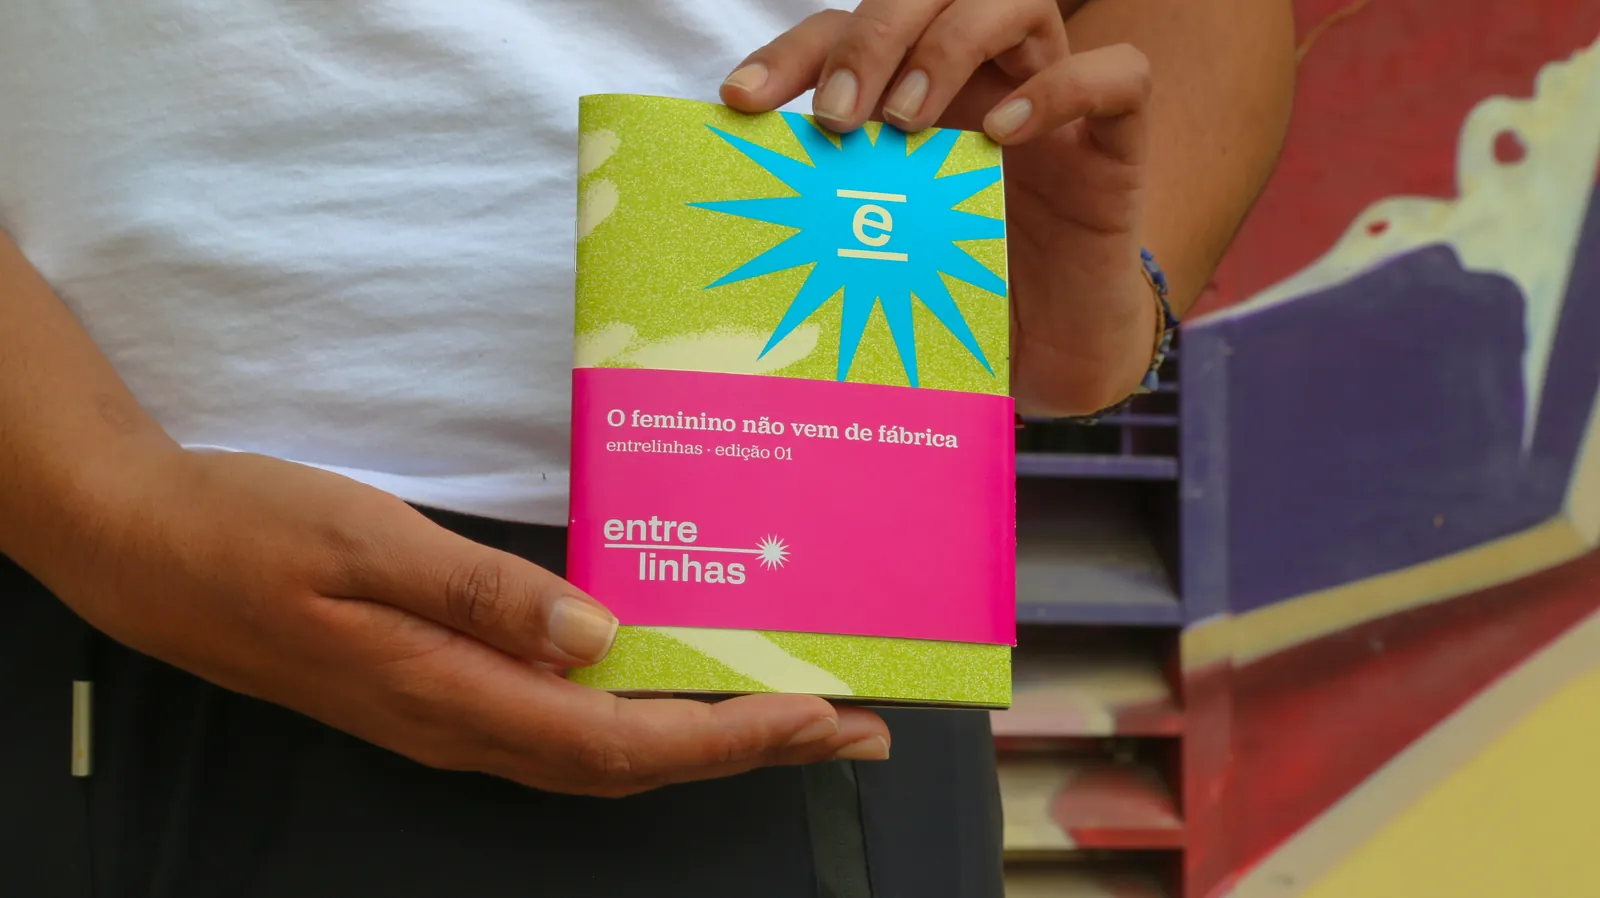 e
O feminino não vem de fábrica
entrelinhas · edição 01
entre
linhas